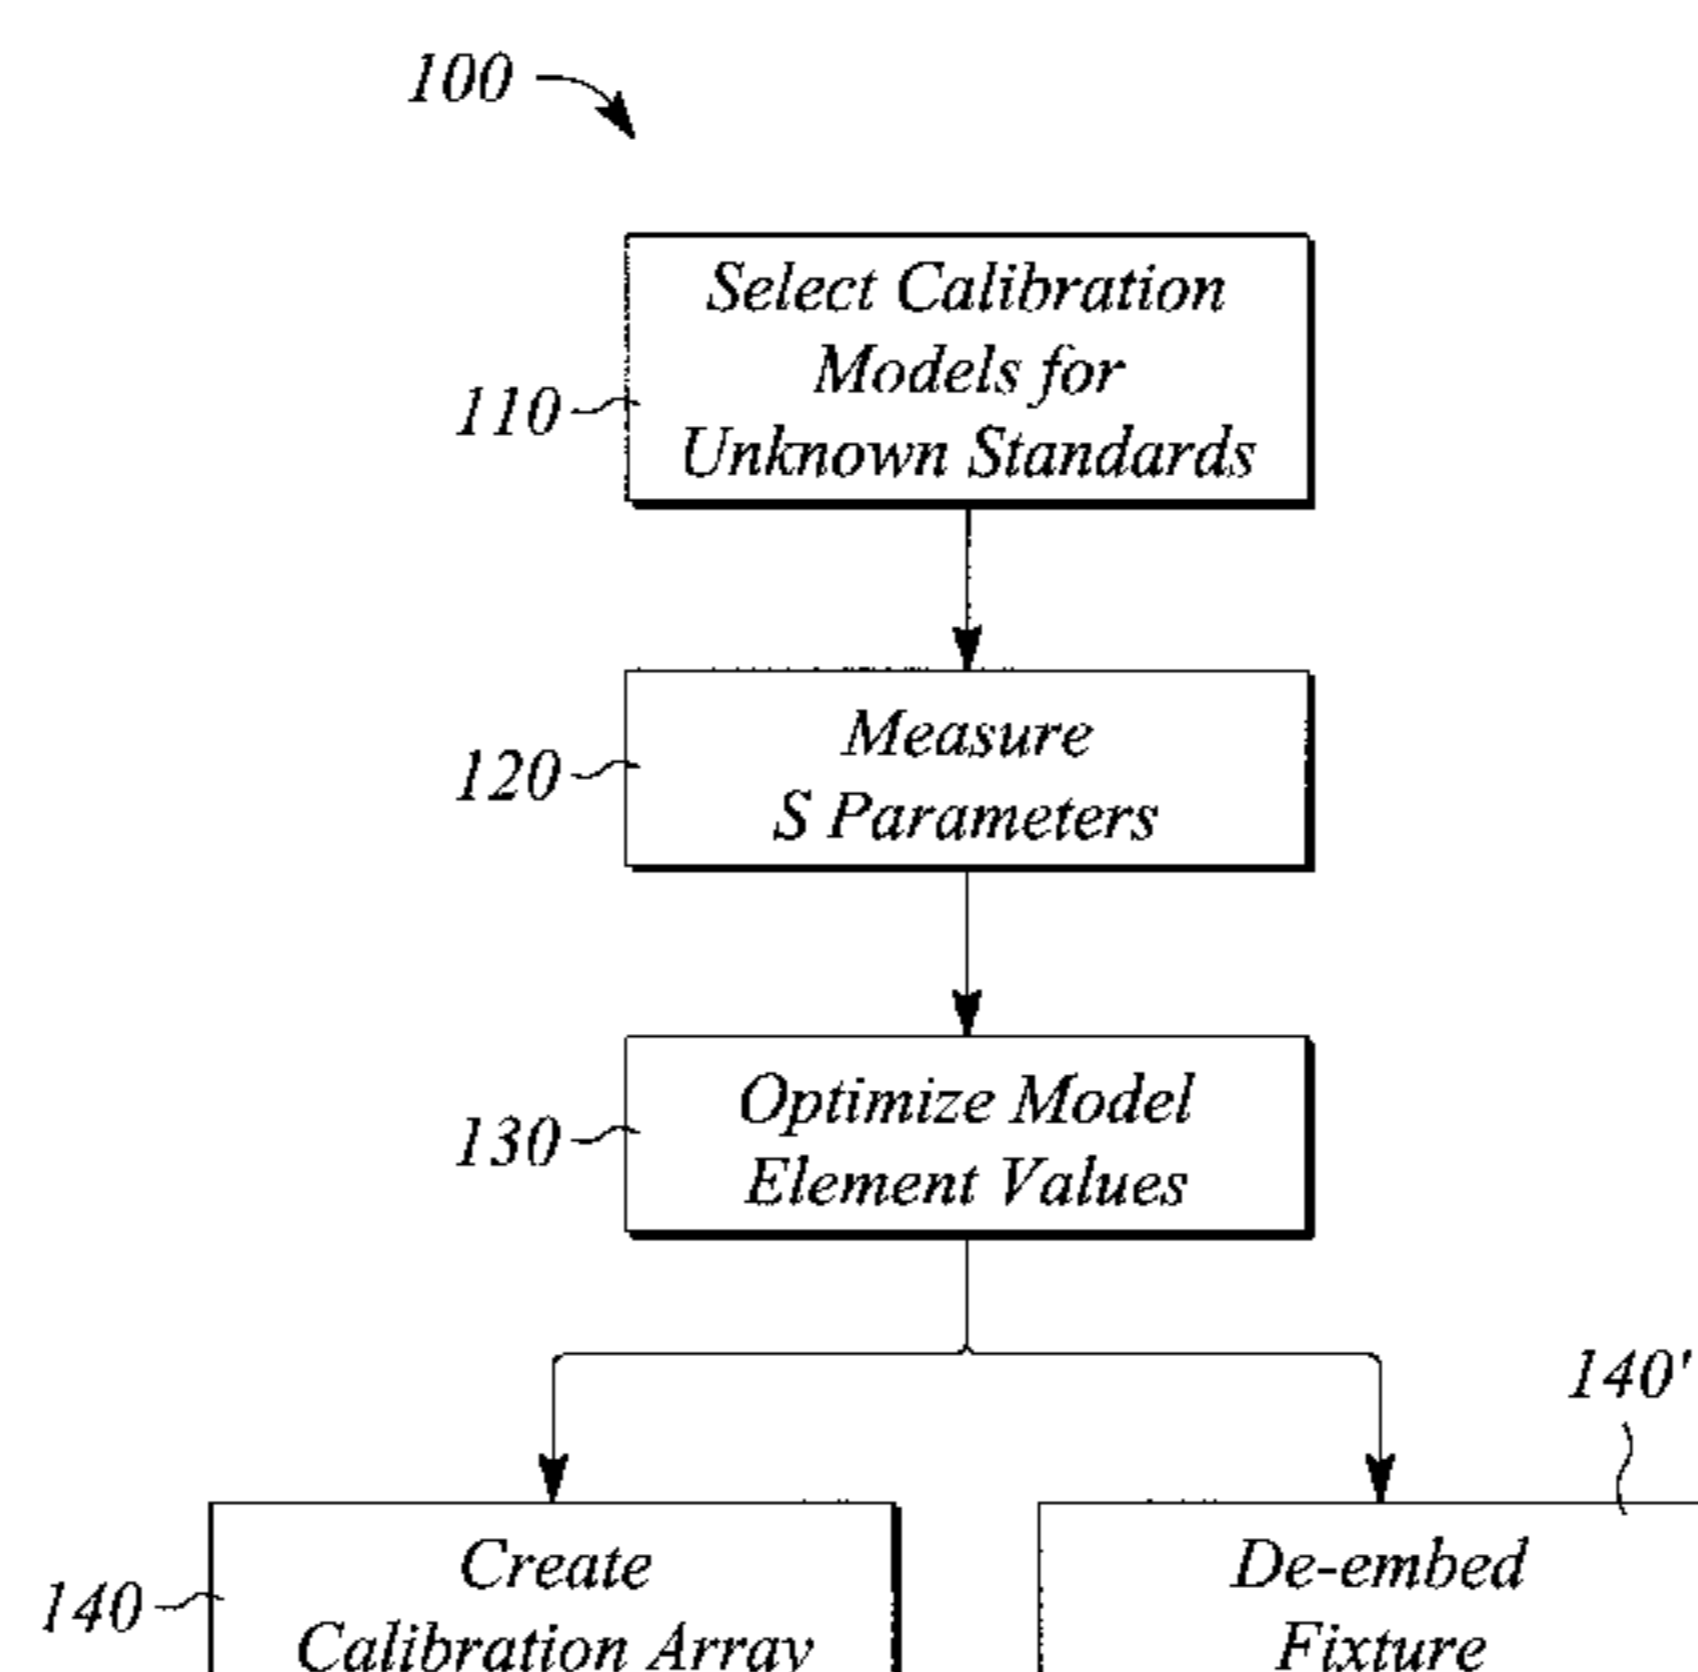 100
Select Calibration
Models for
Unknown Standards
110
Measure
S Parameters
120
Optimize Model
Element Values
130
140'
Create
Calibration Array
140
De-embed
Fixture